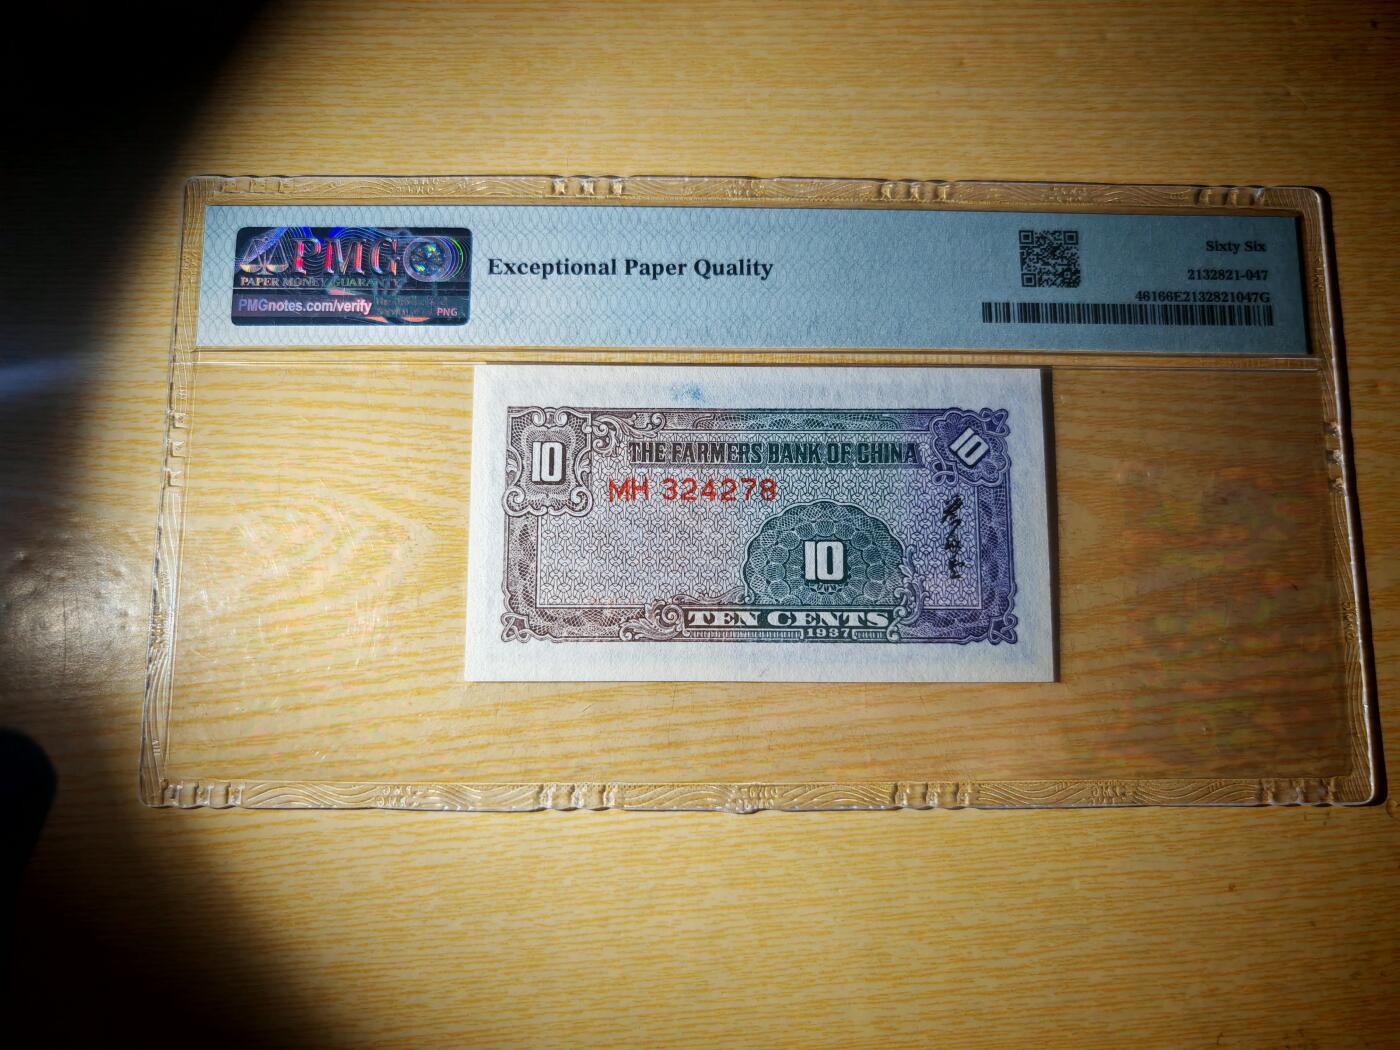 PMG
PAPER MONEY GUARANTY
PMGnotes.com/verify
PNG
Exceptional Paper Quality
Sixty Six
2132821-047
46166E2132821047G
10
10
THE FARMERS BANK OF CHINA
MH 324278
10
TEN CENTS
1937